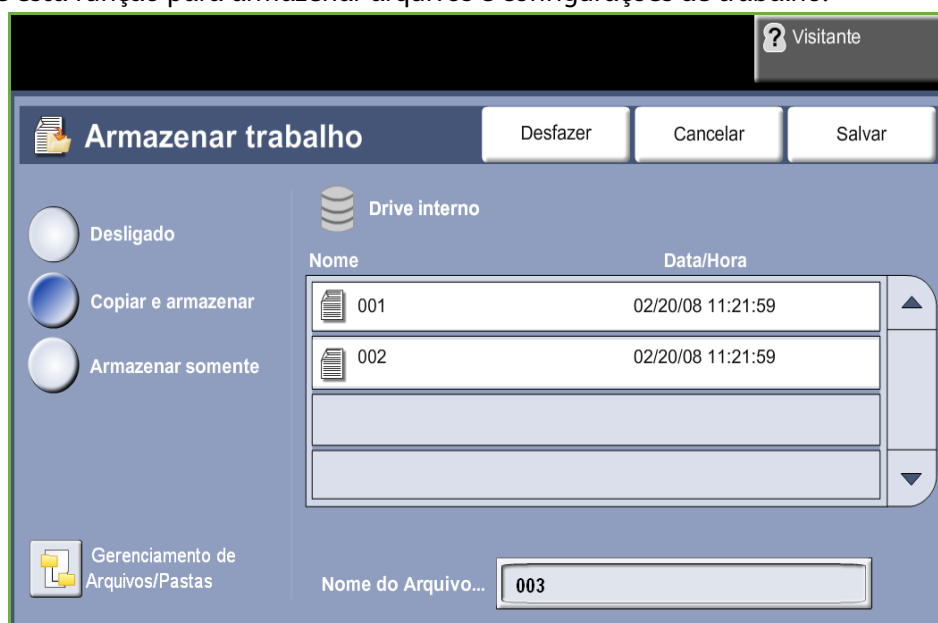 esta função para armazenar arquivos e configurações de trabalho.
Visitante
Armazenar trabalho
Desfazer
Cancelar
Salvar
Drive interno
Desligado
Nome
Data/Hora
Copiar e armazenar
001
02/20/08 11:21:59
Armazenar somente
002
02/20/08 11:21:59
Gerenciamento de
Arquivos/Pastas
Nome do Arquivo...
003